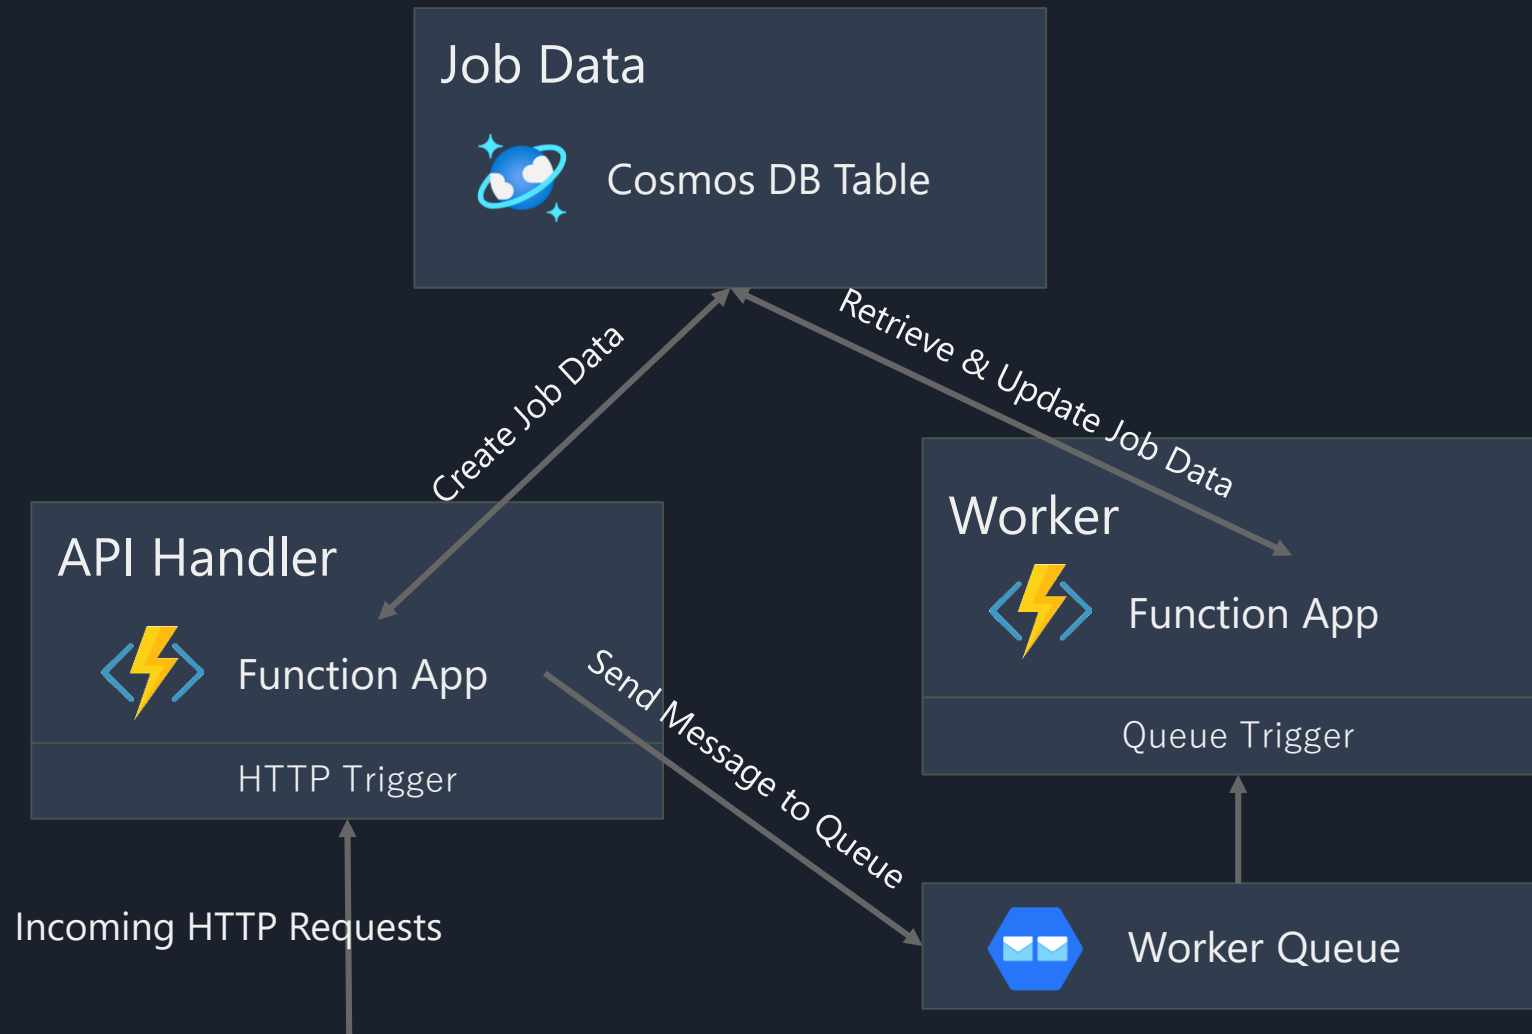 Job Data
Cosmos DB Table
Create Job Data
Retrieve & Update Job Data
API Handler
Function App
HTTP Trigger
Send Message to Queue
Worker
Function App
Queue Trigger
Incoming HTTP Requests
Worker Queue